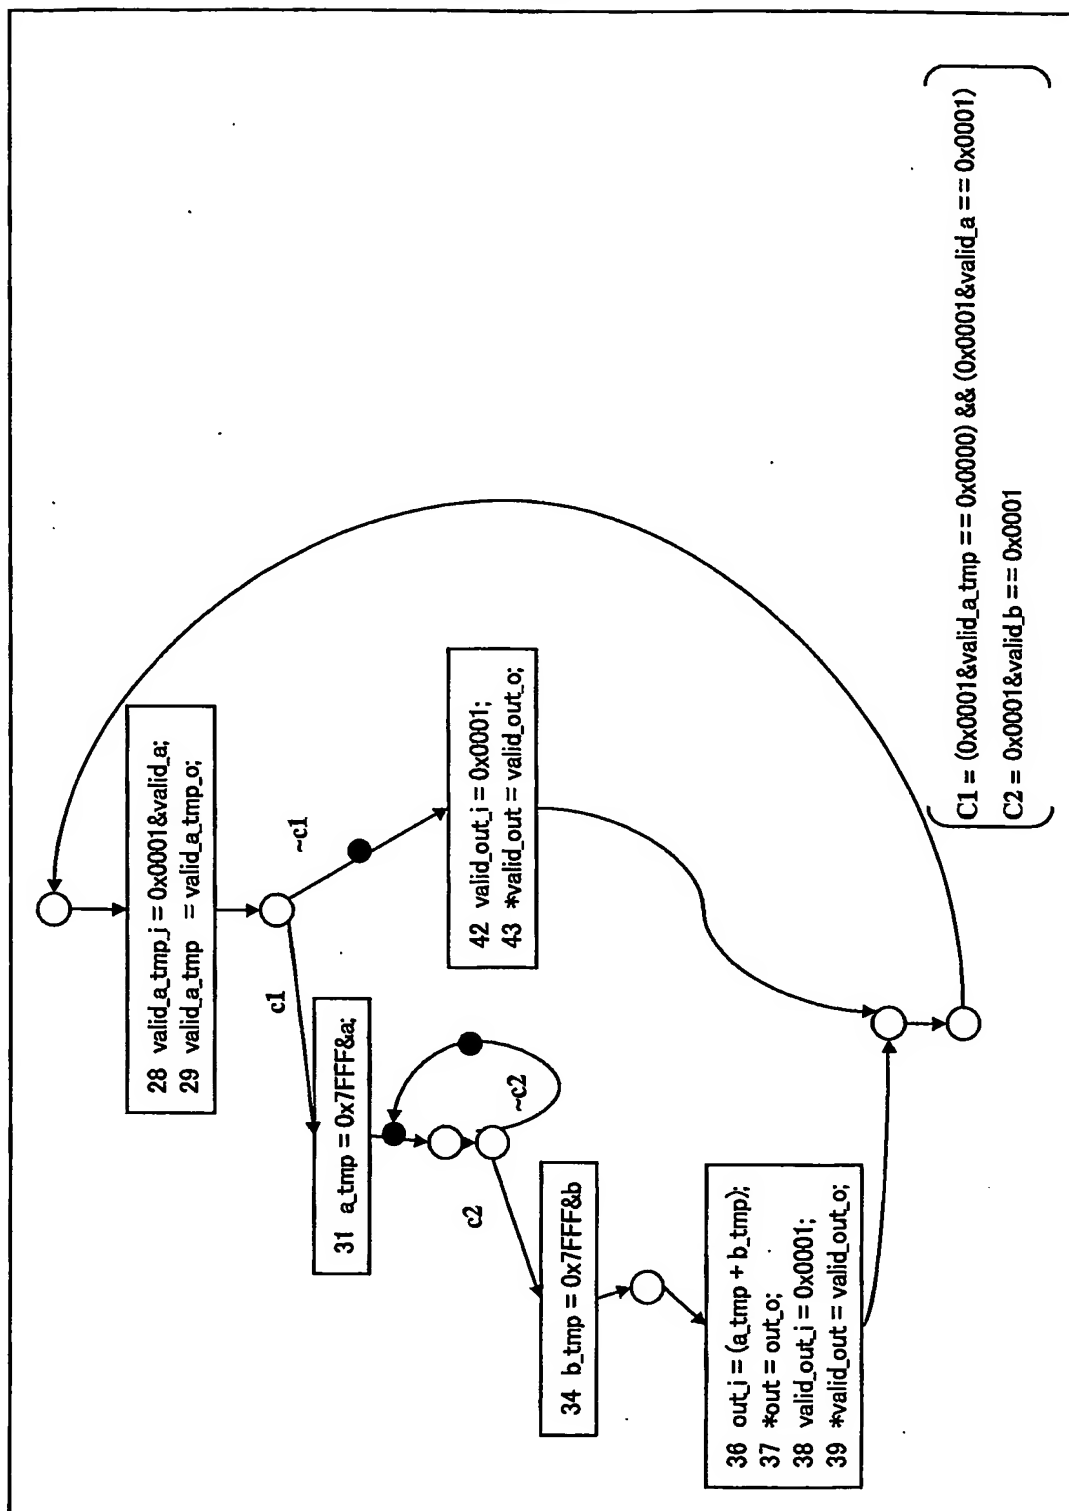 28 valid_a_tmp_i = 0x0001&valid_a;
29 valid_a_tmp = valid_a_tmp_o;
c1
~c1
31 a_tmp = 0x7FFF&a;
42 valid_out_i = 0x0001;
43 *valid_out = valid_out_o;
c2
~c2
34 b_tmp = 0x7FFF&b
36 out_i = (a_tmp + b_tmp);
37 *out = out_o;
38 valid_out_i = 0x0001;
39 *valid_out = valid_out_o;
C1 = (0x0001&valid_a_tmp == 0x0000) && (0x0001&valid_a == 0x0001)
C2 = 0x0001&valid_b == 0x0001